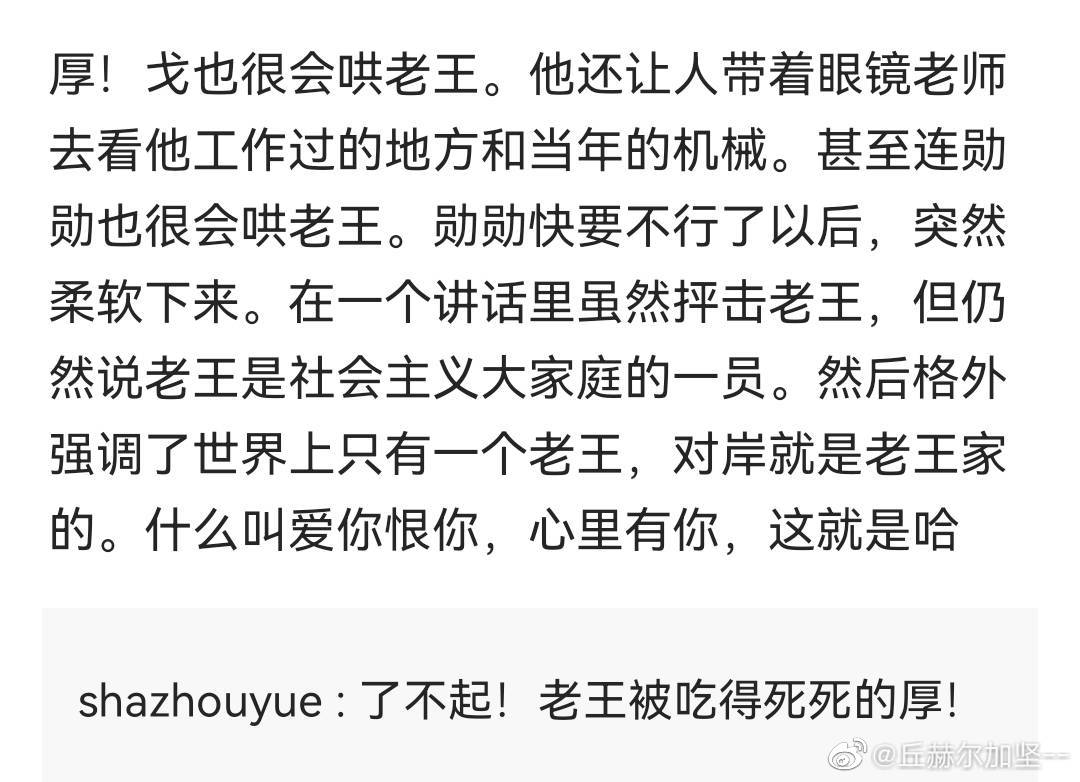 厚！戈也很会哄老王。他还让人带着眼镜老师
去看他工作过的地方和当年的机械。甚至连勋
勋也很会哄老王。勋勋快要不行了以后，突然
柔软下来。在一个讲话里虽然抨击老王，但仍
然说老王是社会主义大家庭的一员。然后格外
强调了世界上只有一个老王，对岸就是老王家
的。什么叫爱你恨你，心里有你，这就是哈
shazhouyue : 了不起！老王被吃得死死的厚！
@丘赫尔加坚--